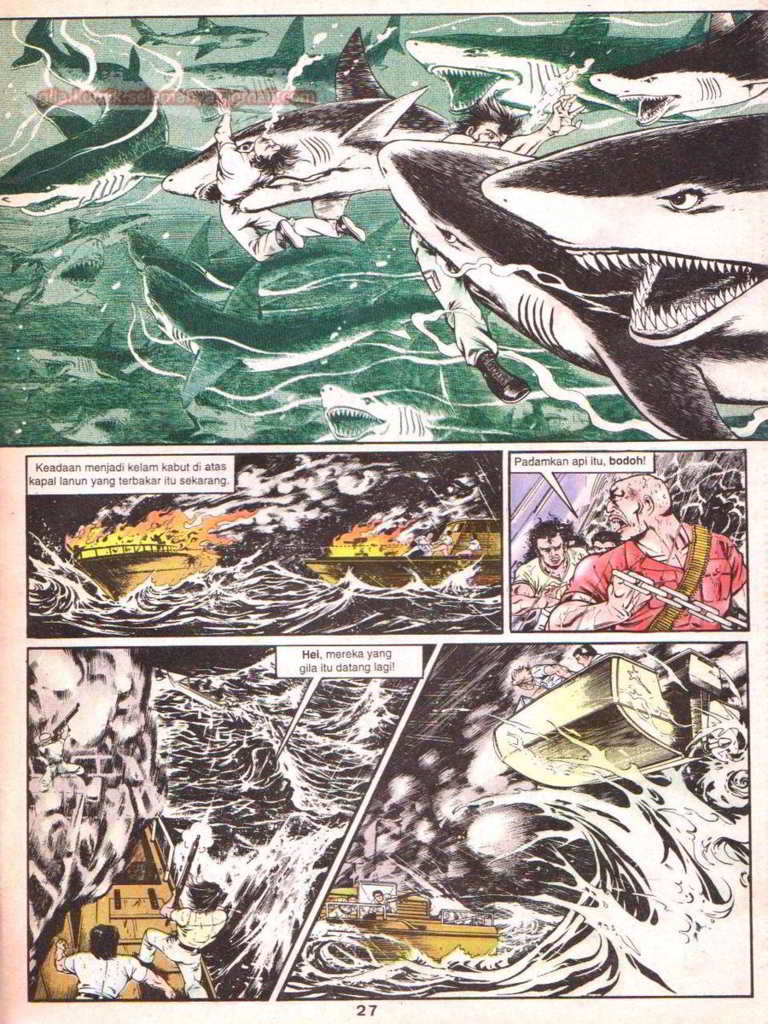 27
Keadaan menjadi kelam kabut di atas
kapal lanun yang terbakar itu sekarang.
Padamkan api itu, bodoh!
Hei, mereka yang
gila itu datang lagi!
27